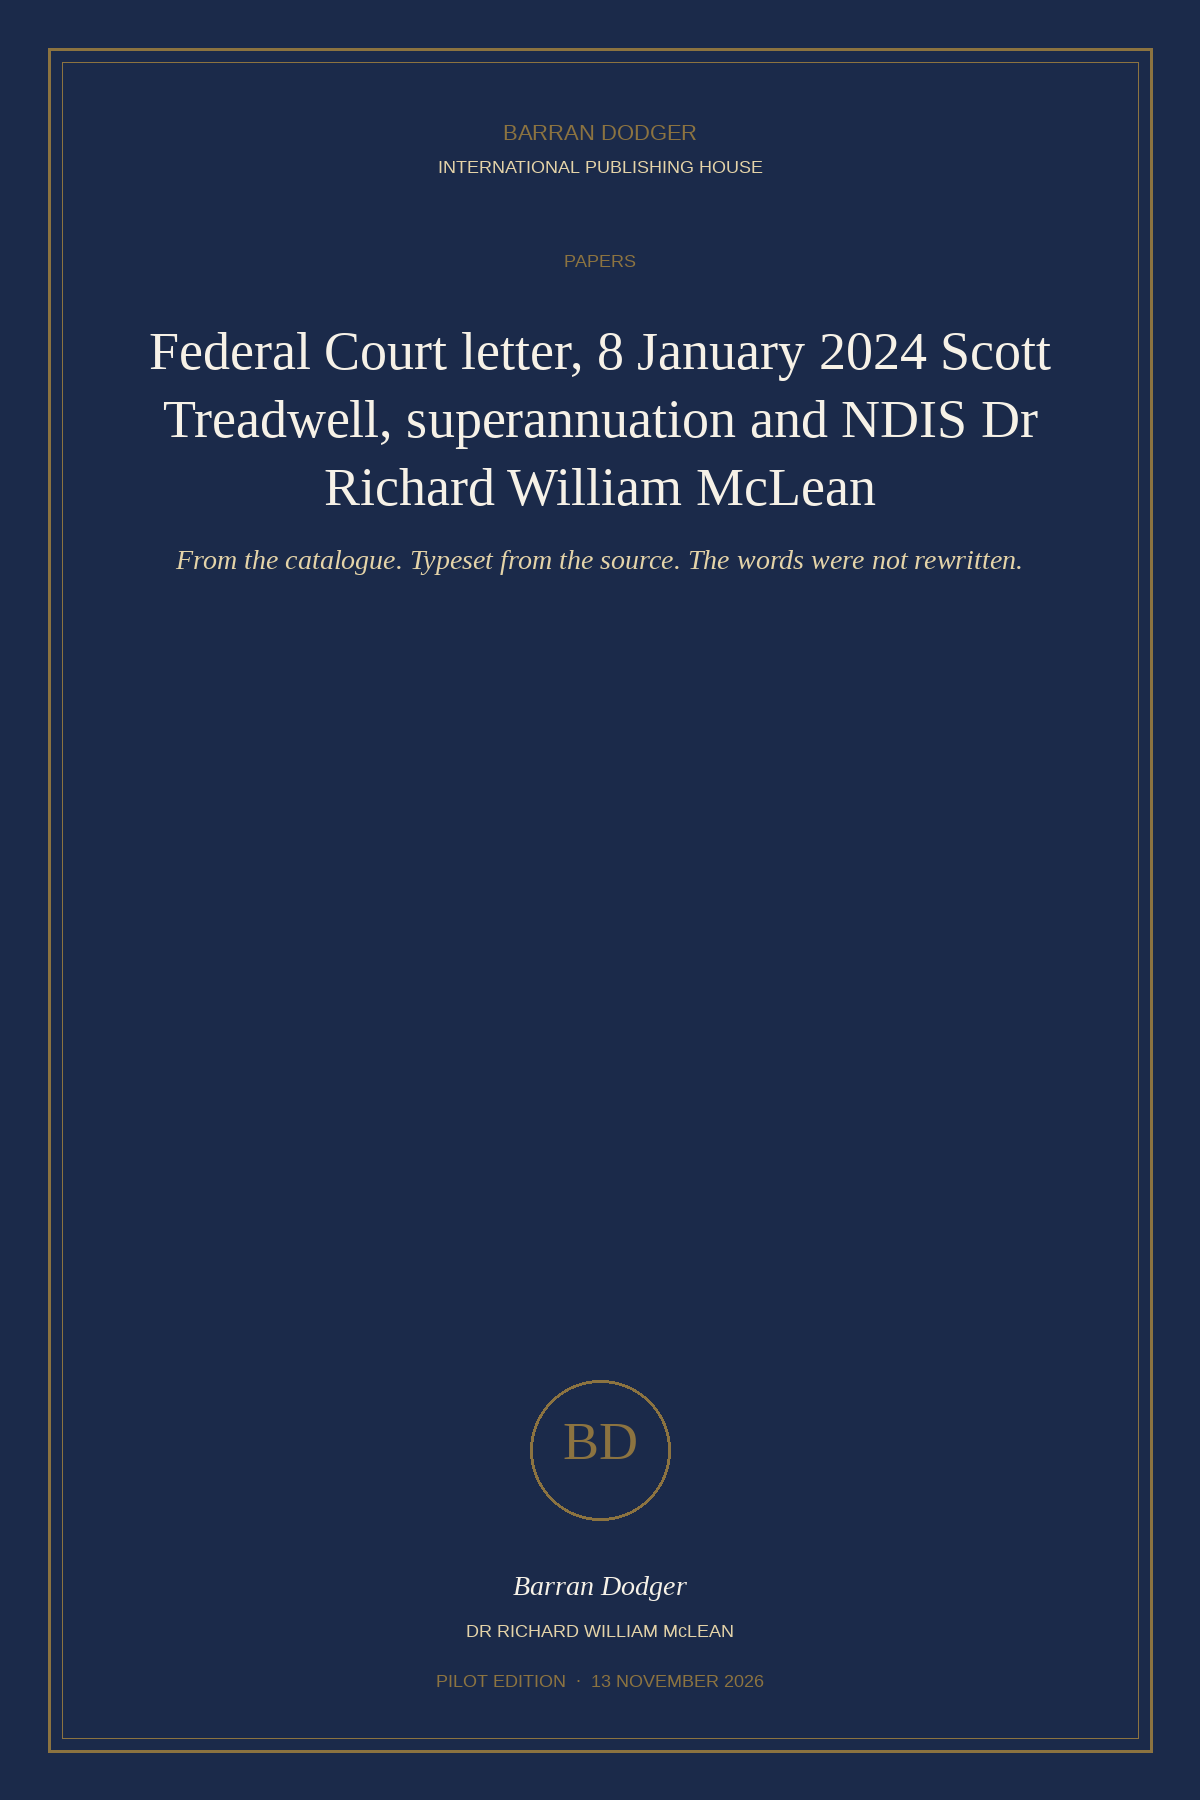 BARRAN DODGER
INTERNATIONAL PUBLISHING HOUSE
PAPERS
Federal Court letter, 8 January 2024 Scott
Treadwell, superannuation and NDIS Dr
Richard William McLean
From the catalogue. Typeset from the source. The words were not rewritten.
BD
Barran Dodger
DR RICHARD WILLIAM McLEAN
PILOT EDITION · 13 NOVEMBER 2026